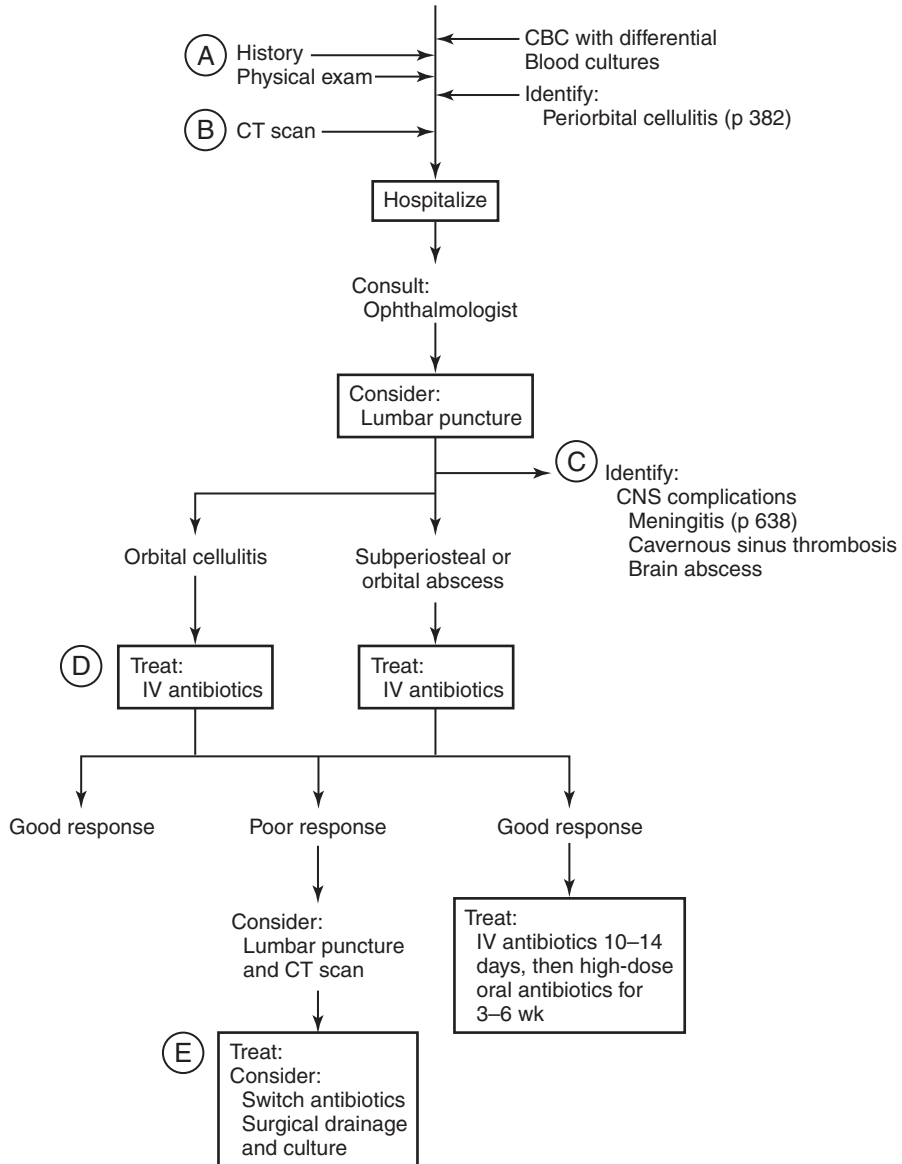 CBC with differential
Blood cultures
A
History
Physical exam
Identify:
Periorbital cellulitis (p 382)
B
CT scan
Hospitalize
Consult:
Ophthalmologist
Consider:
Lumbar puncture
C
Identify:
CNS complications
Meningitis (p 638)
Cavernous sinus thrombosis
Brain abscess
Orbital cellulitis
Subperiosteal or
orbital abscess
D
Treat:
IV antibiotics
Treat:
IV antibiotics
Good response
Poor response
Good response
Consider:
Lumbar puncture
and CT scan
Treat:
IV antibiotics 10–14
days, then high-dose
oral antibiotics for
3–6 wk
E
Treat:
Consider:
Switch antibiotics
Surgical drainage
and culture